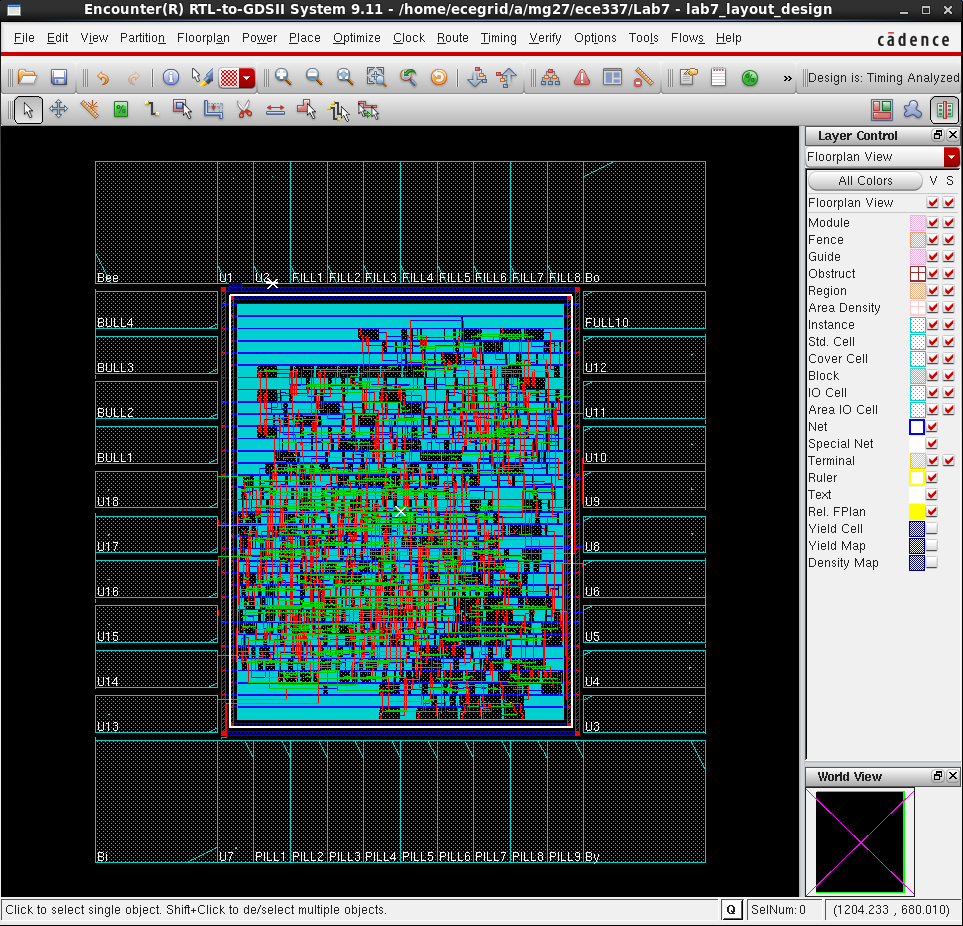 Encounter(R) RTL-to-GDSII System 9.11 - /home/ecegrid/a/mg27/ece337/Lab7 - lab7_layout_design
File Edit View Partition Floorplan Power Place Optimize Clock Route Timing Verify Options Tools Flows Help
cādence
» Design is: Timing Analyzed
Layer Control
Floorplan View
All Colors V S
Floorplan View
Module
Fence
Guide
Obstruct
Region
Area Density
Instance
Std. Cell
Cover Cell
Block
IO Cell
Area IO Cell
Net
Special Net
Terminal
Ruler
Text
Rel. FPlan
Yield Cell
Yield Map
Density Map
Bee U1 U2 FILL1 FILL2 FILL3 FILL4 FILL5 FILL6 FILL7 FILL8 Bo
BULL4 FULL10
BULL3 U12
BULL2 U11
BULL1 U10
U18 U9
U17 U8
U16 U6
U15 U5
U14 U4
U13 U3
Bi U7 PILL1 PILL2 PILL3 PILL4 PILL5 PILL6 PILL7 PILL8 PILL9 By
World View
Click to select single object. Shift+Click to de/select multiple objects.
Q SelNum: 0 (1204.233 , 680.010)